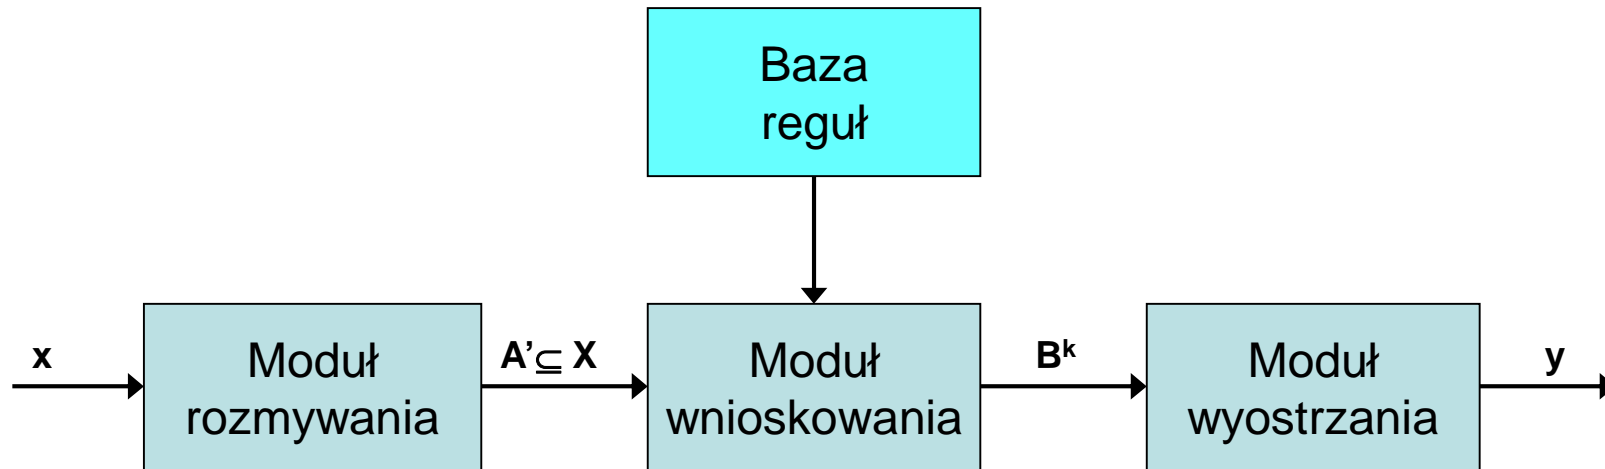 Baza
reguł
x
Moduł
rozmywania
A’⊆ X
Moduł
wnioskowania
Bᵏ
Moduł
wyostrzania
y